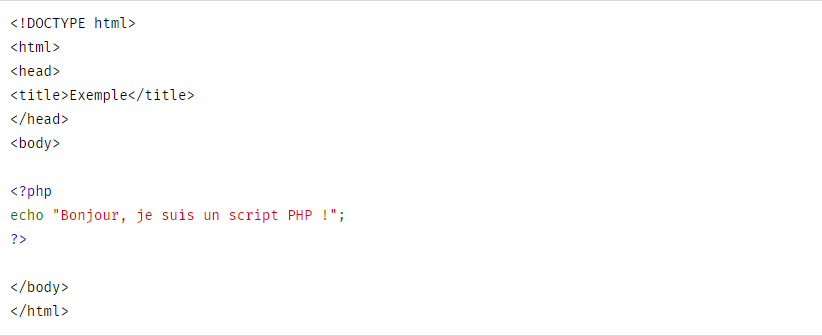 <!DOCTYPE html>
<html>
<head>
<title>Exemple</title>
</head>
<body>
<?php
echo "Bonjour, je suis un script PHP !";
?>
</body>
</html>